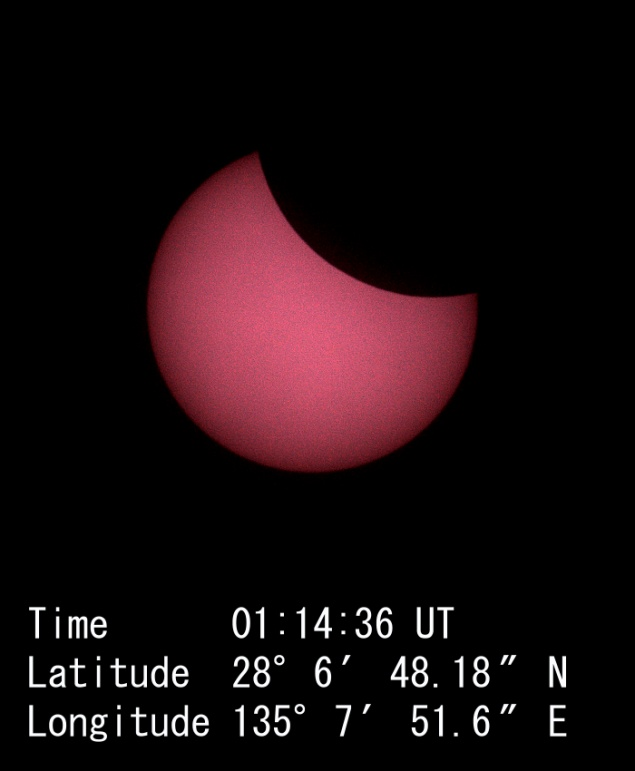 Time 01:14:36 UT
Latitude 28° 6′ 48.18″ N
Longitude 135° 7′ 51.6″ E